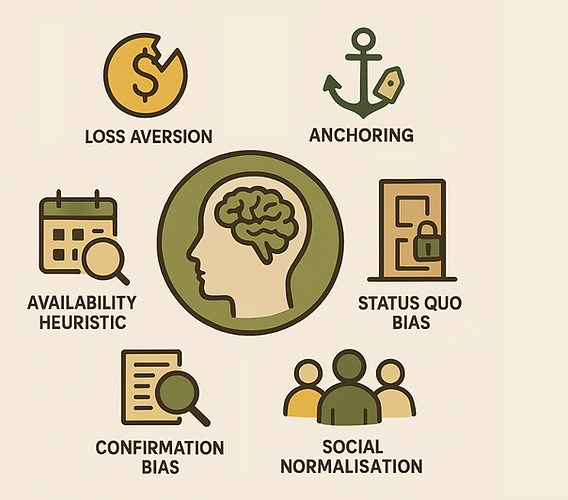 LOSS AVERSION
ANCHORING
AVAILABILITY
HEURISTIC
STATUS QUO
BIAS
CONFIRMATION
BIAS
SOCIAL
NORMALISATION